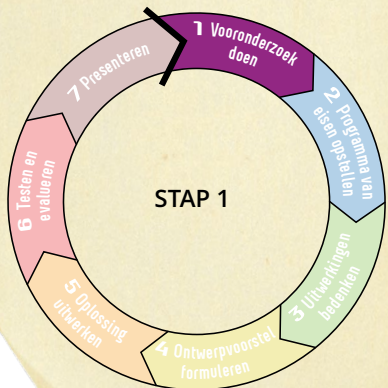 1 Vooronderzoek
doen
2 Programma van
eisen opstellen
3 Uitwerkingen
bedenken
4 Ontwerpvoorstel
formuleren
5 Oplossing
uitwerken
6 Testen en
evalueren
7 Presenteren
STAP 1